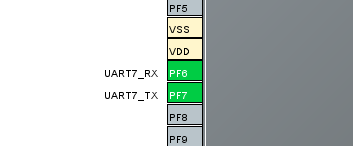 PF5
VSS
VDD
UART7_RX PF6
UART7_TX PF7
PF8
PF9